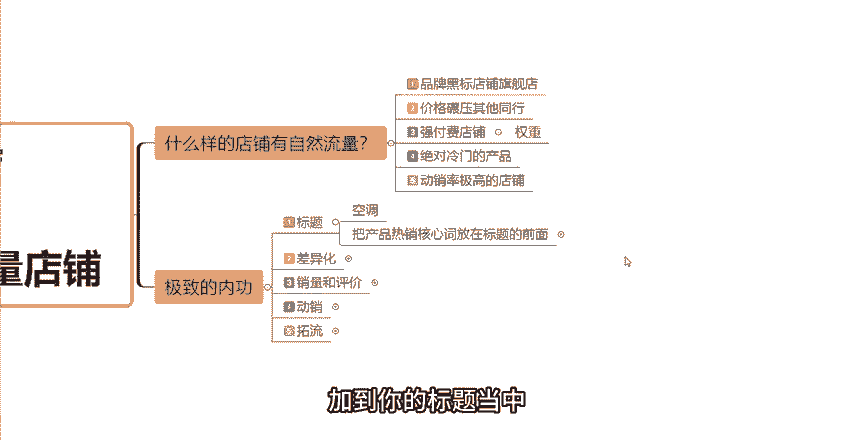 什么样的店铺有自然流量?
1品牌黑标店铺旗舰店
2价格碾压其他同行
3强付费店铺 权重
4绝对冷门的产品
5动销率极高的店铺
量店铺
极致的内功
1标题
空调
把产品热销核心词放在标题的前面
2差异化
3销量和评价
4动销
5拓流
加到你的标题当中